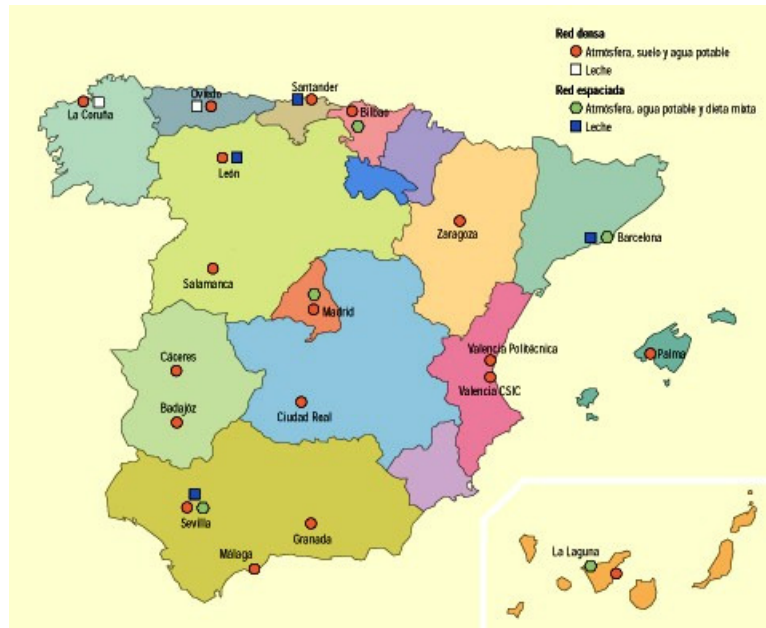 Red densa
Atmósfera, suelo y agua potable
Leche
Red espaciada
Atmósfera, agua potable y dieta mixta
Leche
Santander
Oviedo
La Coruña
Bilbao
León
Zaragoza
Barcelona
Salamanca
Madrid
Valencia Politécnica
Palma
Cáceres
Valencia CSIC
Badajóz
Ciudad Real
Sevilla
Granada
Málaga
La Laguna